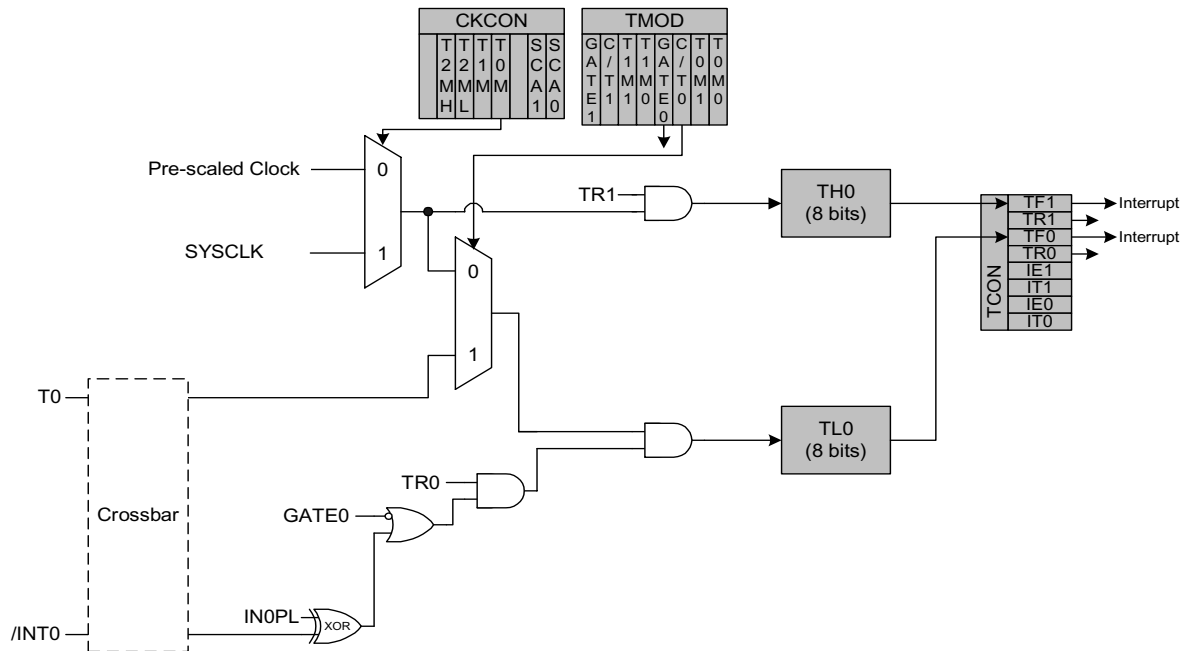 CKCON
TMOD
T2MH
T2ML
T1M
T0M
SCA1
SCA0
GATE1
C/T1
T1M1
T1M0
GATE0
C/T0
T0M1
T0M0
Pre-scaled Clock
0
TR1
TH0
(8 bits)
TF1
Interrupt
TR1
TF0
Interrupt
TR0
IE1
IT1
IE0
IT0
TCON
SYSCLK
1
0
1
T0
TL0
(8 bits)
TR0
Crossbar
GATE0
IN0PL
XOR
/INT0